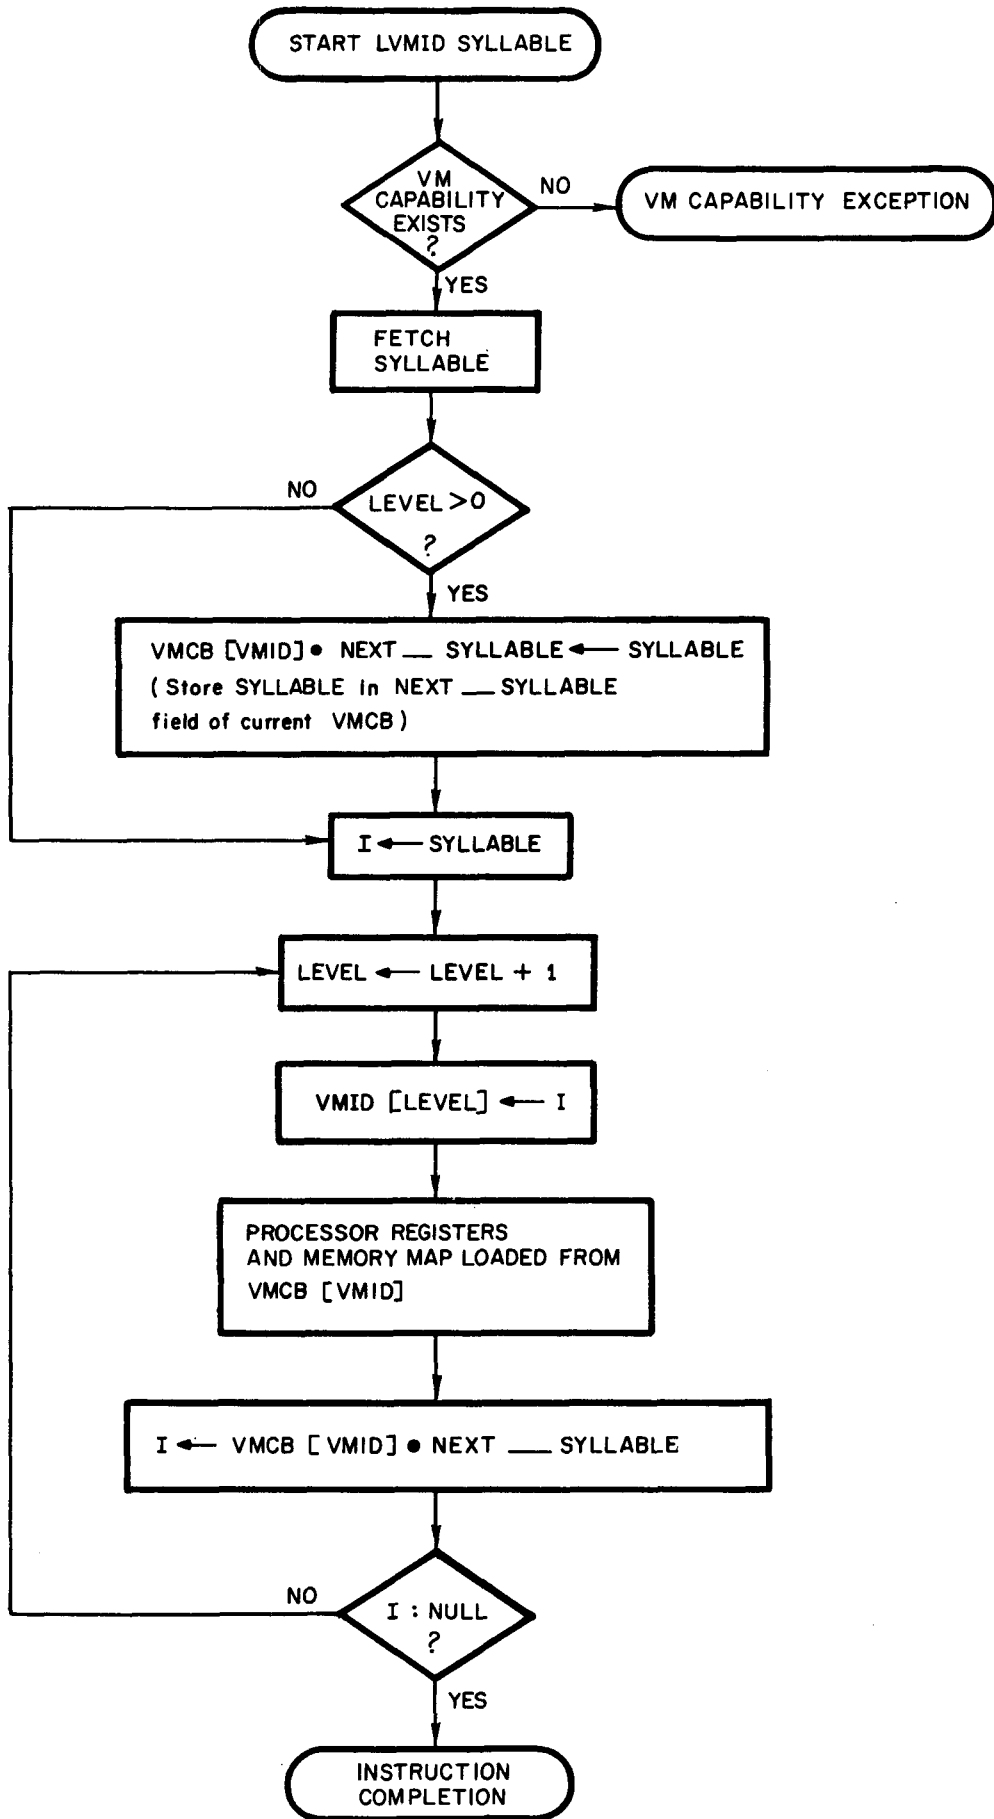 START LVMID SYLLABLE
VM
CAPABILITY
EXISTS
?
NO
VM CAPABILITY EXCEPTION
YES
FETCH
SYLLABLE
NO
LEVEL >0
?
YES
VMCB [VMID] • NEXT __ SYLLABLE ← SYLLABLE
(Store SYLLABLE in NEXT __ SYLLABLE
field of current VMCB)
I ← SYLLABLE
LEVEL ← LEVEL + 1
VMID [LEVEL] ← I
PROCESSOR REGISTERS
AND MEMORY MAP LOADED FROM
VMCB [VMID]
I ← VMCB [VMID] • NEXT __ SYLLABLE
NO
I : NULL
?
YES
INSTRUCTION
COMPLETION